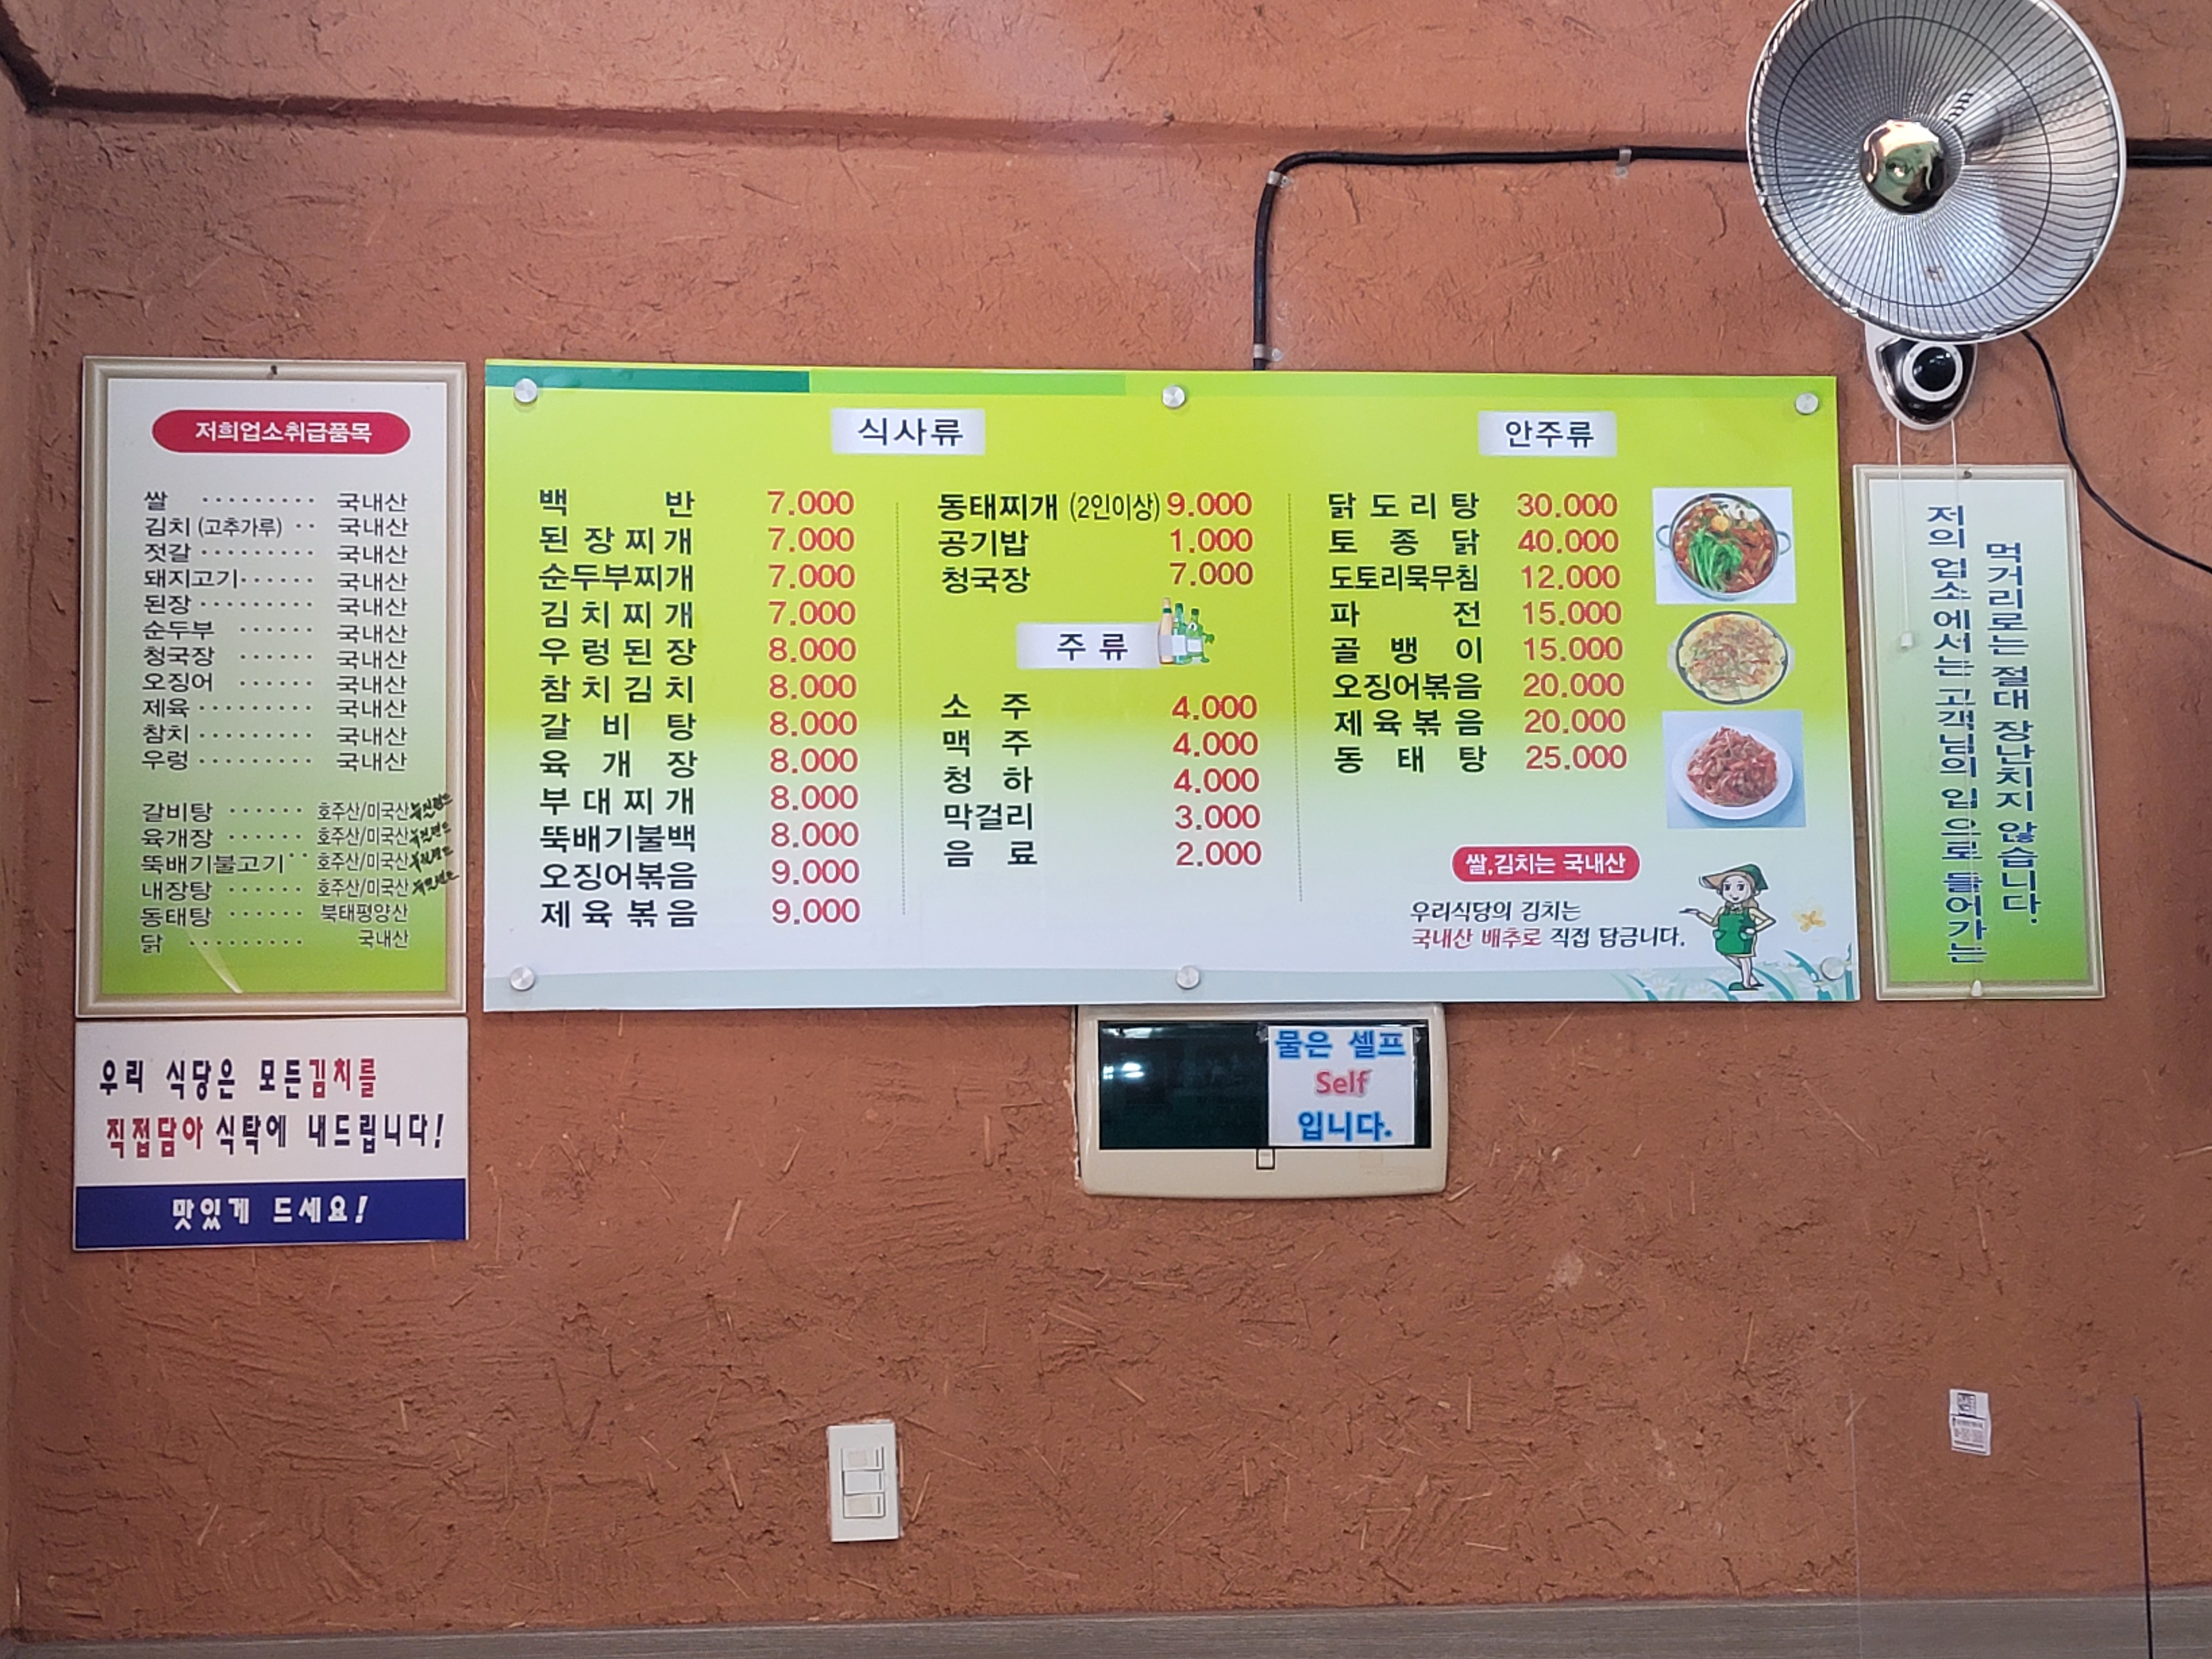 저희업소취급품목
쌀 ········· 국내산
김치 (고추가루) ·· 국내산
젓갈 ········· 국내산
돼지고기······ 국내산
된장 ········· 국내산
순두부 ······ 국내산
청국장 ······ 국내산
오징어 ······ 국내산
제육 ········· 국내산
참치 ········· 국내산
우렁 ········· 국내산
갈비탕 ······ 호주산/미국산
육개장 ······ 호주산/미국산
뚝배기불고기 ·· 호주산/미국산
내장탕 ······ 호주산/미국산
동태탕 ······ 북태평양산
닭 ········· 국내산
우리 식당은 모든김치를
직접담아 식탁에 내드립니다!
맛있게 드세요!
식사류
백반 7.000
된장찌개 7.000
순두부찌개 7.000
김치찌개 7.000
우렁된장 8.000
참치김치 8.000
갈비탕 8.000
육개장 8.000
부대찌개 8.000
뚝배기불백 8.000
오징어볶음 9.000
제육볶음 9.000
동태찌개 (2인이상) 9.000
공기밥 1.000
청국장 7.000
주류
소주 4.000
맥주 4.000
청하 4.000
막걸리 3.000
음료 2.000
안주류
닭도리탕 30.000
토종닭 40.000
도토리묵무침 12.000
파전 15.000
골뱅이 15.000
오징어볶음 20.000
제육볶음 20.000
동태탕 25.000
쌀,김치는 국내산
우리식당의 김치는
국내산 배추로 직접 담금니다.
물은 셀프
Self
입니다.
저의 업소에서는 고객님의 입으로 들어가는
먹거리로는 절대 장난치지 않습니다.